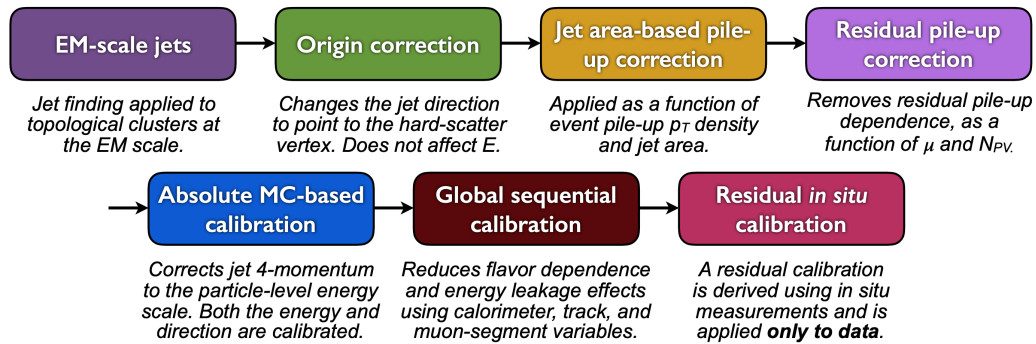 EM-scale jets
Origin correction
Jet area-based pile-
up correction
Residual pile-up
correction
Jet finding applied to
topological clusters at
the EM scale.
Changes the jet direction
to point to the hard-scatter
vertex. Does not affect E.
Applied as a function of
event pile-up pT density
and jet area.
Removes residual pile-up
dependence, as a
function of μ and NPV.
Absolute MC-based
calibration
Global sequential
calibration
Residual in situ
calibration
Corrects jet 4-momentum
to the particle-level energy
scale. Both the energy and
direction are calibrated.
Reduces flavor dependence
and energy leakage effects
using calorimeter, track, and
muon-segment variables.
A residual calibration
is derived using in situ
measurements and is
applied only to data.